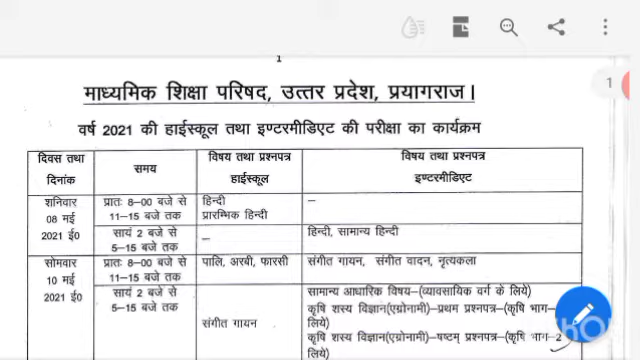 1
1
माध्यमिक शिक्षा परिषद, उत्तर प्रदेश, प्रयागराज।
वर्ष 2021 की हाईस्कूल तथा इण्टरमीडिएट की परीक्षा का कार्यक्रम
दिवस तथा दिनांक
समय
विषय तथा प्रश्नपत्र हाईस्कूल
विषय तथा प्रश्नपत्र इण्टरमीडिएट
शनिवार
08 मई
2021 ई0
प्रातः 8–00 बजे से
11–15 बजे तक
हिन्दी
प्रारम्भिक हिन्दी
–
सायं 2 बजे से
5–15 बजे तक
–
हिन्दी, सामान्य हिन्दी
सोमवार
10 मई
2021 ई0
प्रातः 8–00 बजे से
11–15 बजे तक
पालि, अरबी, फारसी
संगीत गायन, संगीत वादन, नृत्यकला
सायं 2 बजे से
5–15 बजे तक
संगीत गायन
सामान्य आधारिक विषय–(व्यावसायिक वर्ग के लिये)
कृषि शस्य विज्ञान(एग्रोनामी)–प्रथम प्रश्नपत्र–(कृषि भाग–
लिये)
कृषि शस्य विज्ञान(एग्रोनामी)–षष्टम प्रश्नपत्र–(कृषि भाग–2
लिये)